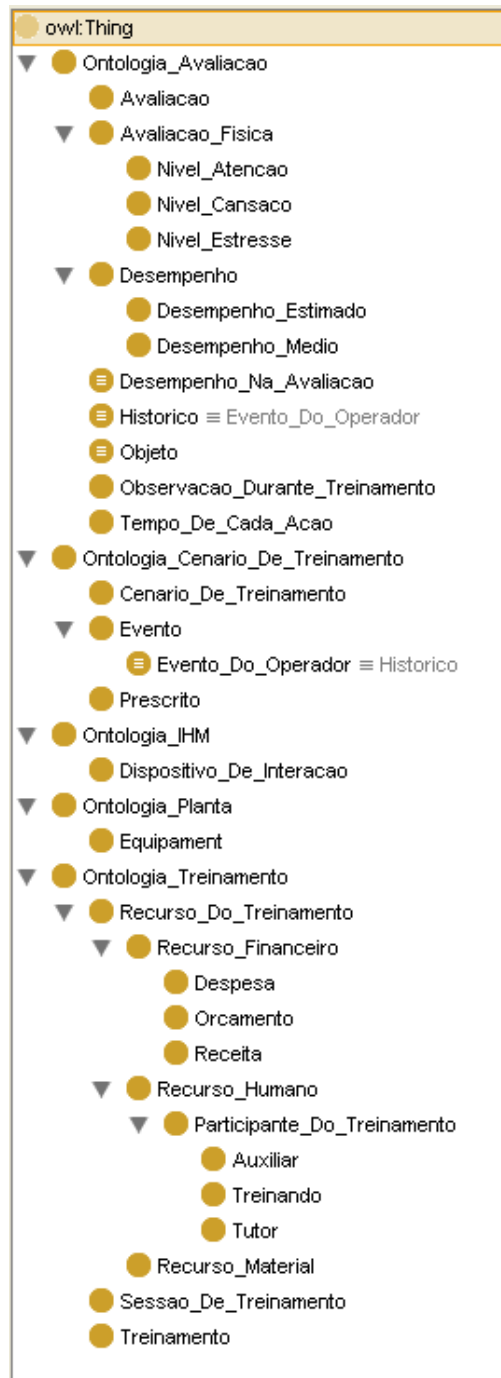 owl:Thing
Ontologia_Avaliacao
Avaliacao
Avaliacao_Fisica
Nivel_Atencao
Nivel_Cansaco
Nivel_Estresse
Desempenho
Desempenho_Estimado
Desempenho_Medio
Desempenho_Na_Avaliacao
Historico ≡ Evento_Do_Operador
Objeto
Observacao_Durante_Treinamento
Tempo_De_Cada_Acao
Ontologia_Cenario_De_Treinamento
Cenario_De_Treinamento
Evento
Evento_Do_Operador ≡ Historico
Prescrito
Ontologia_IHM
Dispositivo_De_Interacao
Ontologia_Planta
Equipament
Ontologia_Treinamento
Recurso_Do_Treinamento
Recurso_Financeiro
Despesa
Orcamento
Receita
Recurso_Humano
Participante_Do_Treinamento
Auxiliar
Treinando
Tutor
Recurso_Material
Sessao_De_Treinamento
Treinamento